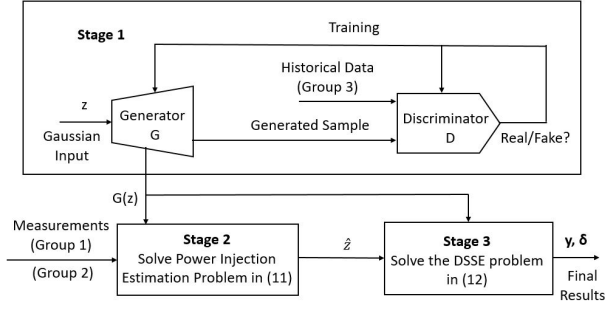 Stage 1
Training
Historical Data
(Group 3)
z
Gaussian
Input
Generator
G
Generated Sample
Discriminator
D
Real/Fake?
G(z)
Measurements
(Group 1)
(Group 2)
Stage 2
Solve Power Injection
Estimation Problem in (11)
ẑ
Stage 3
Solve the DSSE problem
in (12)
y, δ
Final
Results